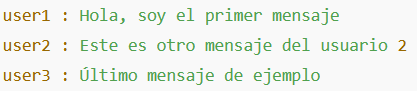 user1 : Hola, soy el primer mensaje
user2 : Este es otro mensaje del usuario 2
user3 : Último mensaje de ejemplo